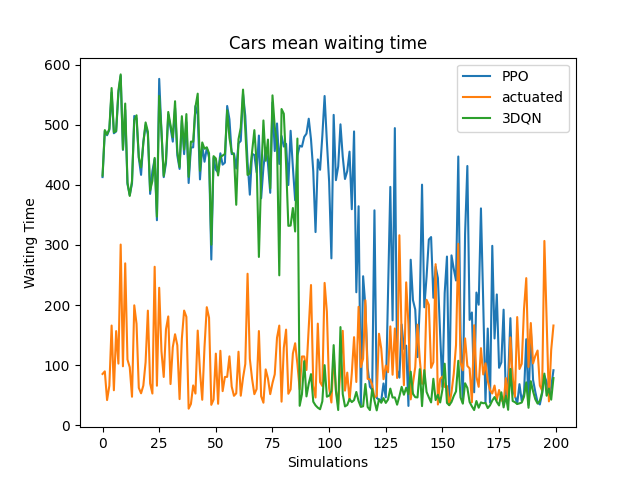 Cars mean waiting time
PPO
actuated
3DQN
Waiting Time
600
500
400
300
200
100
0
0 25 50 75 100 125 150 175 200
Simulations